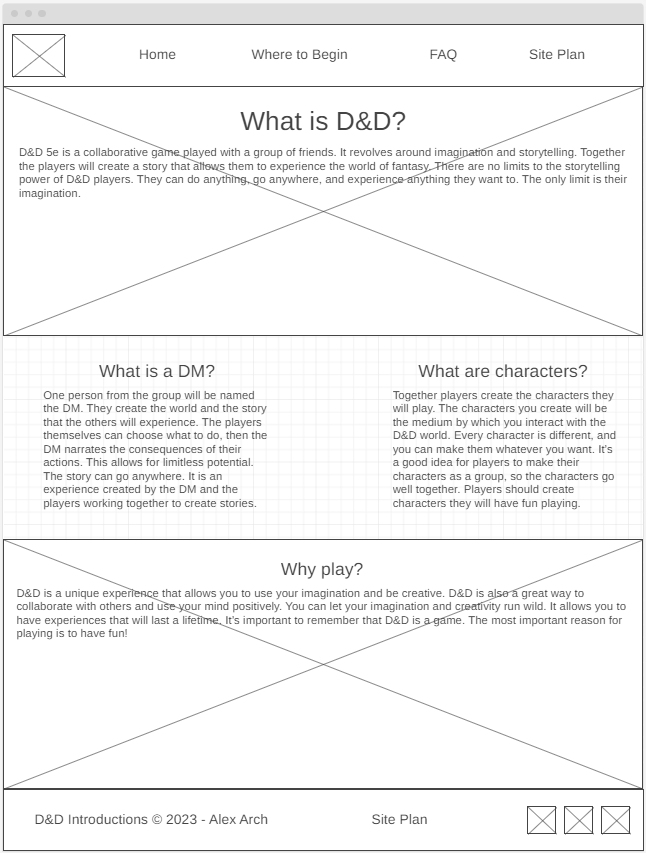 Home Where to Begin FAQ Site Plan
What is D&D?
D&D 5e is a collaborative game played with a group of friends. It revolves around imagination and storytelling. Together
the players will create a story that allows them to experience the world of fantasy. There are no limits to the storytelling
power of D&D players. They can do anything, go anywhere, and experience anything they want to. The only limit is their
imagination.
What is a DM?
One person from the group will be named
the DM. They create the world and the story
that the others will experience. The players
themselves can choose what to do, then the
DM narrates the consequences of their
actions. This allows for limitless potential.
The story can go anywhere. It is an
experience created by the DM and the
players working together to create stories.
What are characters?
Together players create the characters they
will play. The characters you create will be
the medium by which you interact with the
D&D world. Every character is different, and
you can make them whatever you want. It's
a good idea for players to make their
characters as a group, so the characters go
well together. Players should create
characters they will have fun playing.
Why play?
D&D is a unique experience that allows you to use your imagination and be creative. D&D is also a great way to
collaborate with others and use your mind positively. You can let your imagination and creativity run wild. It allows you to
have experiences that will last a lifetime. It's important to remember that D&D is a game. The most important reason for
playing is to have fun!
D&D Introductions © 2023 - Alex Arch Site Plan